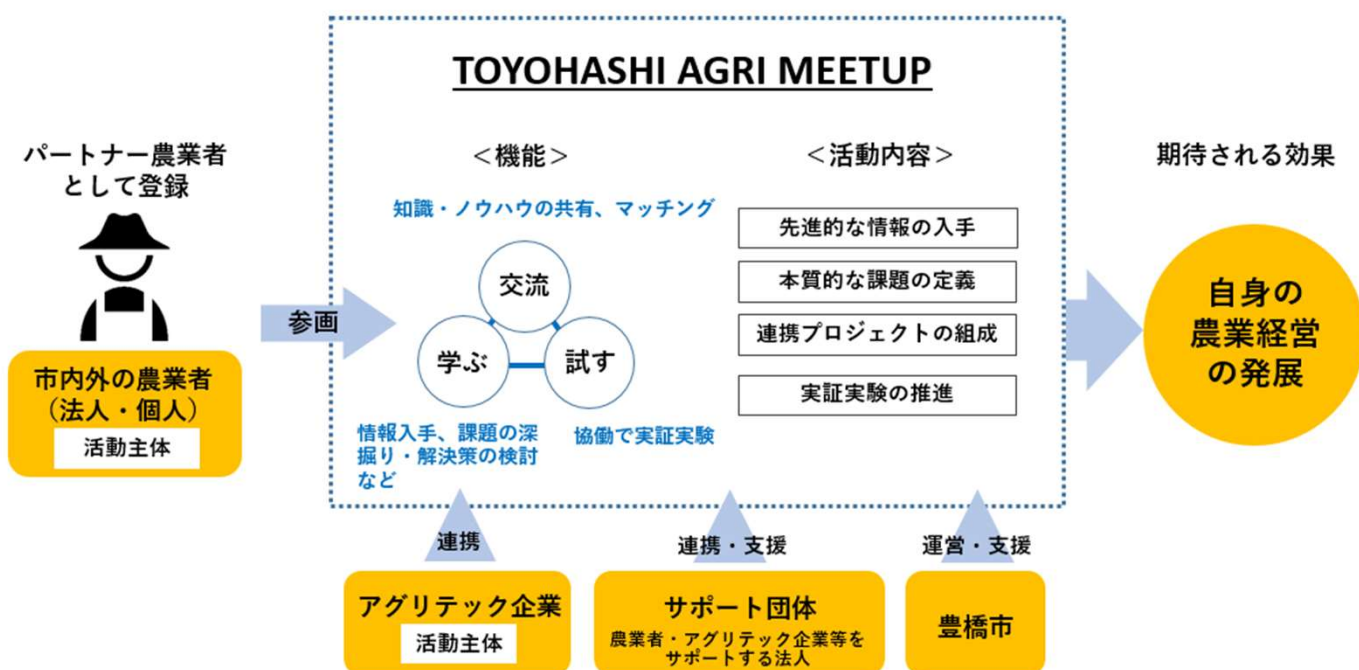 TOYOHASHI AGRI MEETUP
パートナー農業者
として登録
市内外の農業者
（法人・個人）
活動主体
参画
＜機能＞
知識・ノウハウの共有、マッチング
交流
学ぶ
試す
情報入手、課題の深
掘り・解決策の検討
など
協働で実証実験
＜活動内容＞
先進的な情報の入手
本質的な課題の定義
連携プロジェクトの組成
実証実験の推進
期待される効果
自身の
農業経営
の発展
連携
アグリテック企業
活動主体
連携・支援
サポート団体
農業者・アグリテック企業等を
サポートする法人
運営・支援
豊橋市